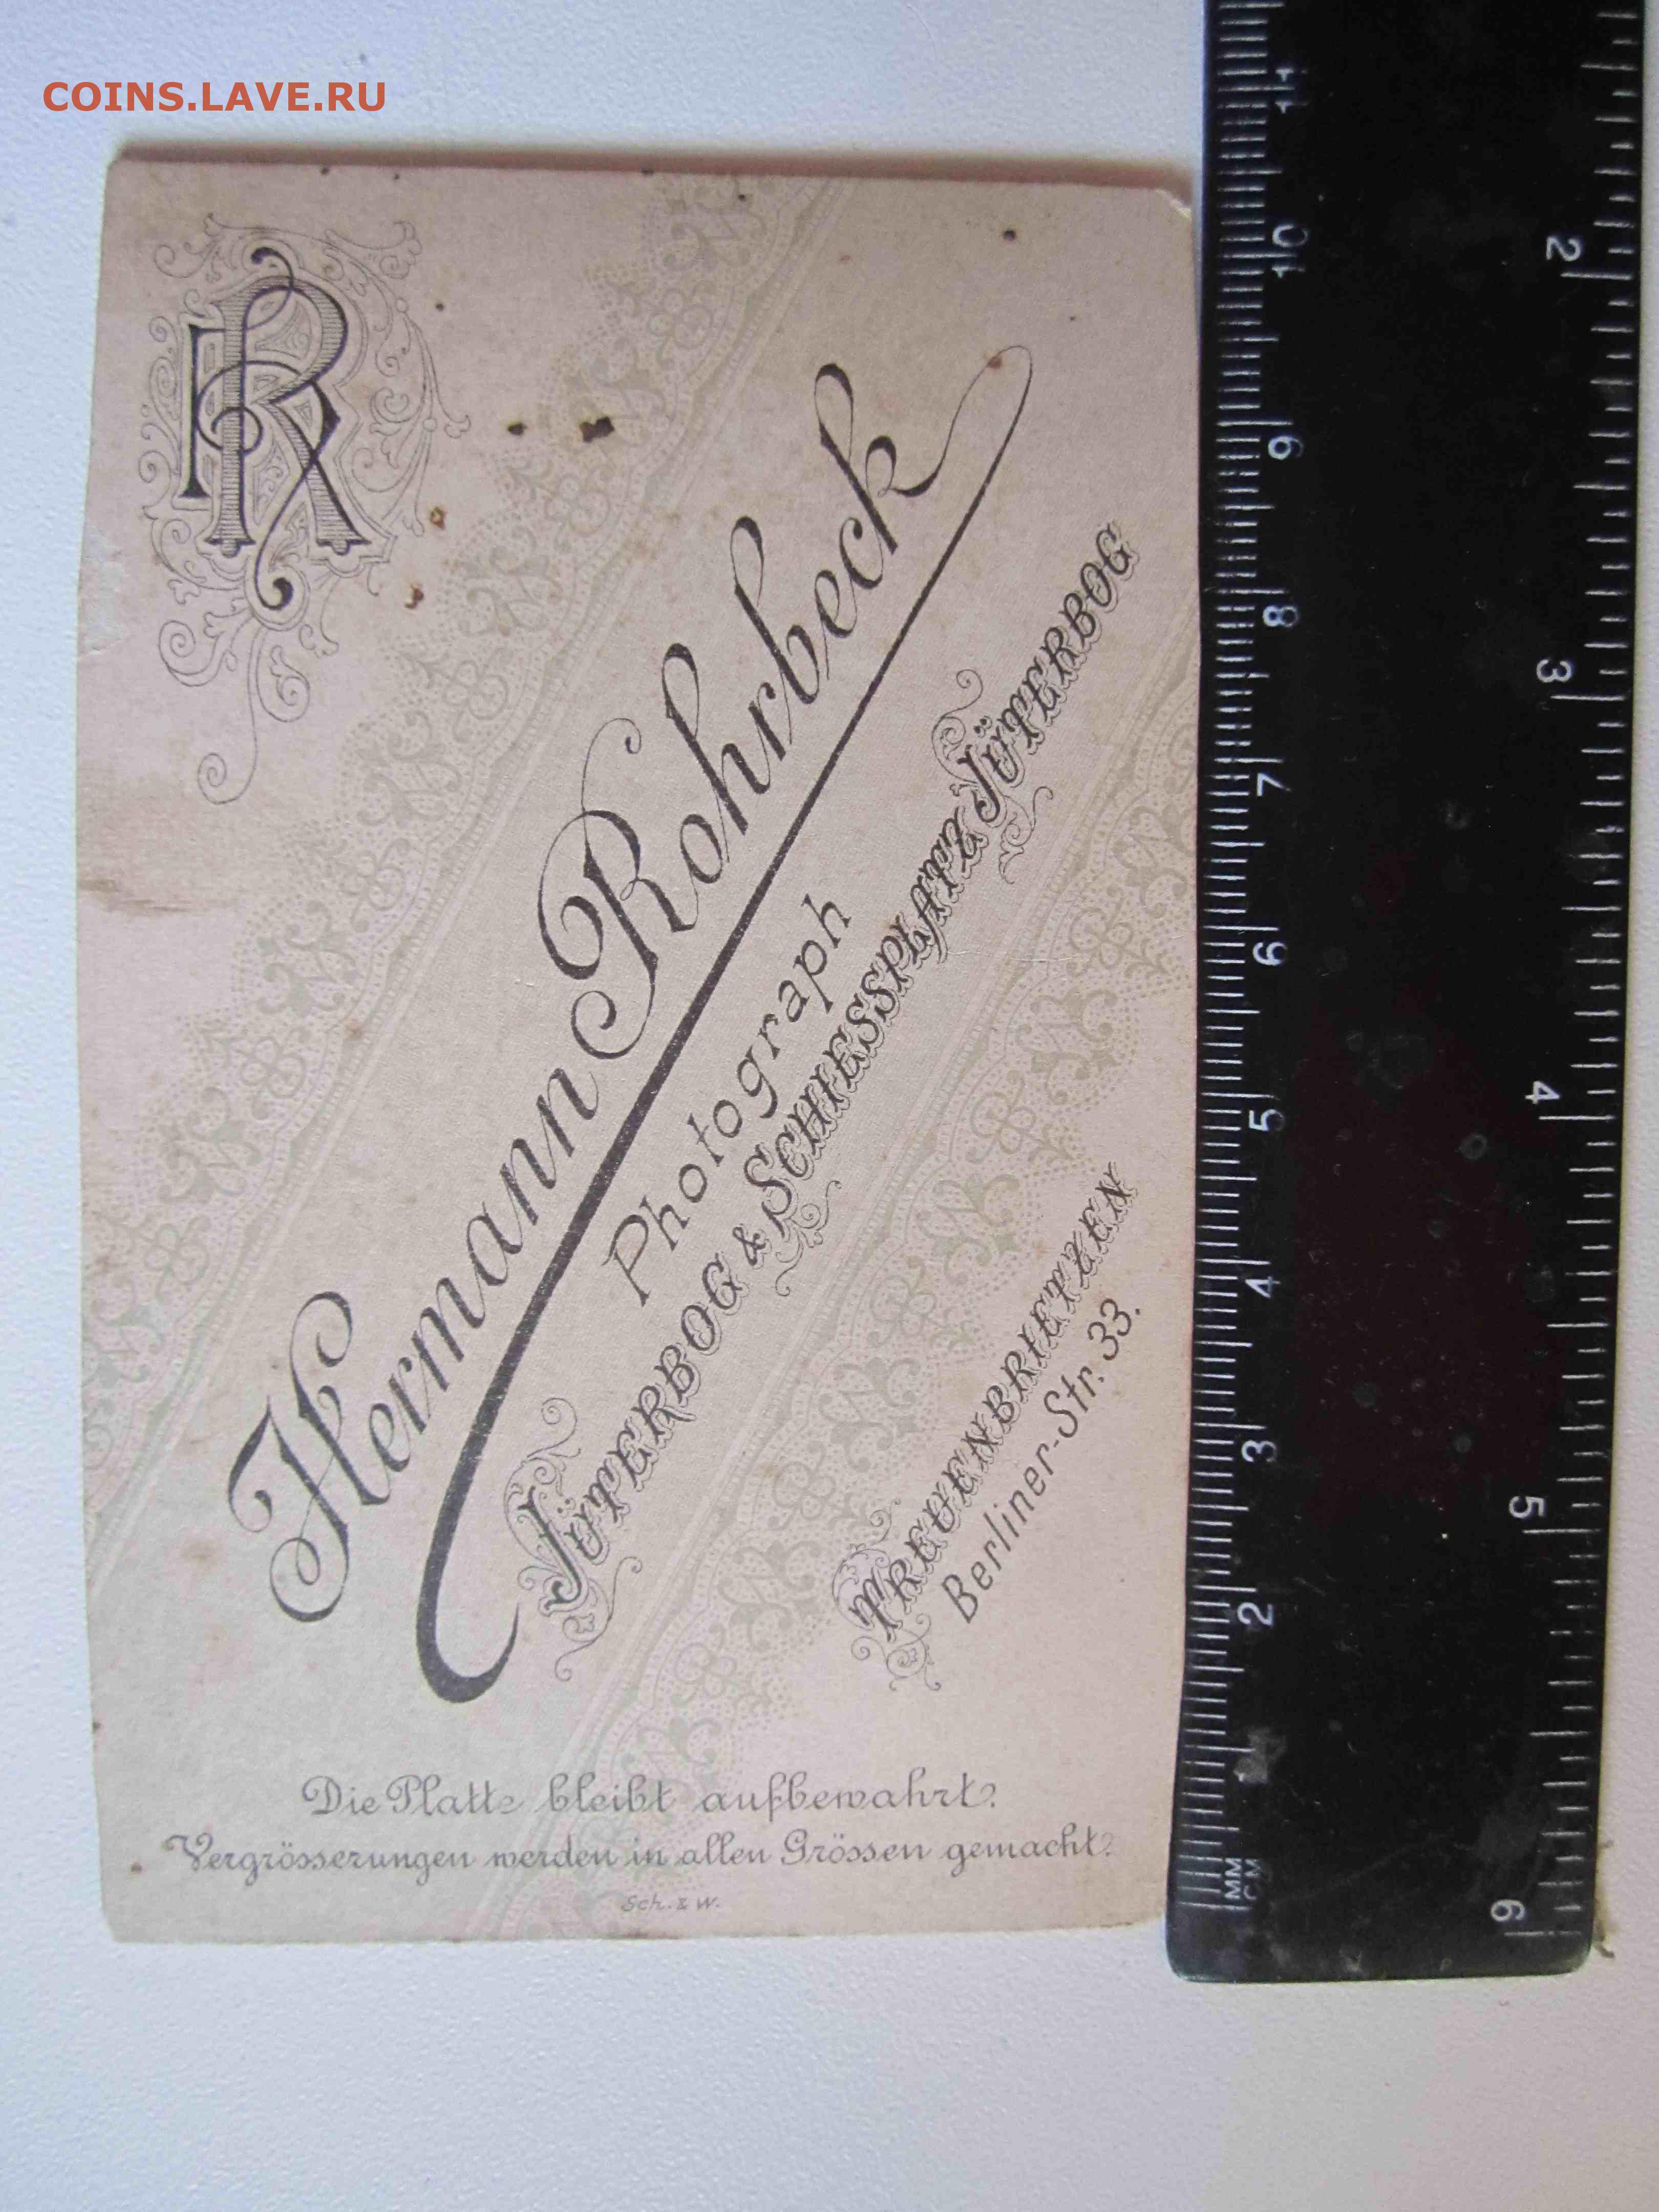 COINS.LAVE.RU
HR
Hermann Rohrbeck
Photograph
JÜTERBOG & SCHIESSPLATZ JÜTERBOG
TREUENBRIETZEN
Berliner-Str. 33.
Die Platte bleibt aufbewahrt.
Vergrösserungen werden in allen Grössen gemacht.
Sch. & W.
11
10
9
8
7
6
5
4
3
2
1
MM
CM
2
3
4
5
6